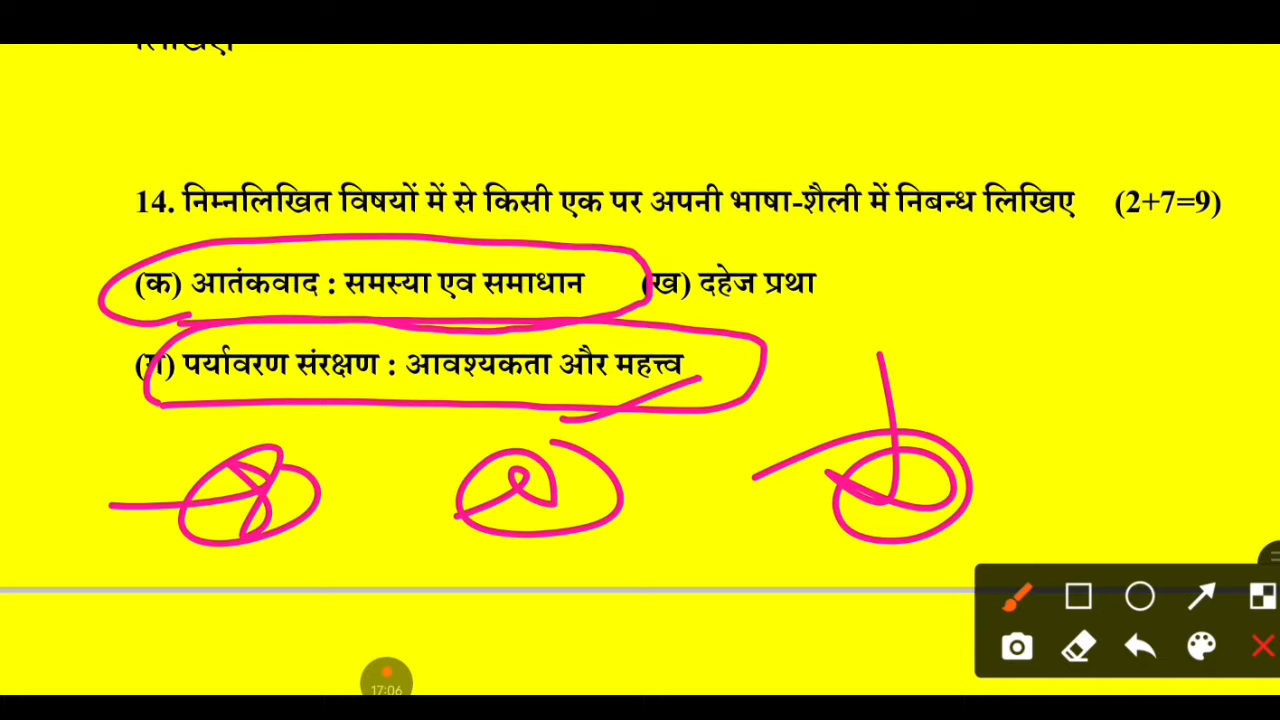 लिखिए
14. निम्नलिखित विषयों में से किसी एक पर अपनी भाषा-शैली में निबन्ध लिखिए (2+7=9)
(क) आतंकवाद : समस्या एव समाधान (ख) दहेज प्रथा
(ग) पर्यावरण संरक्षण : आवश्यकता और महत्त्व
17:06